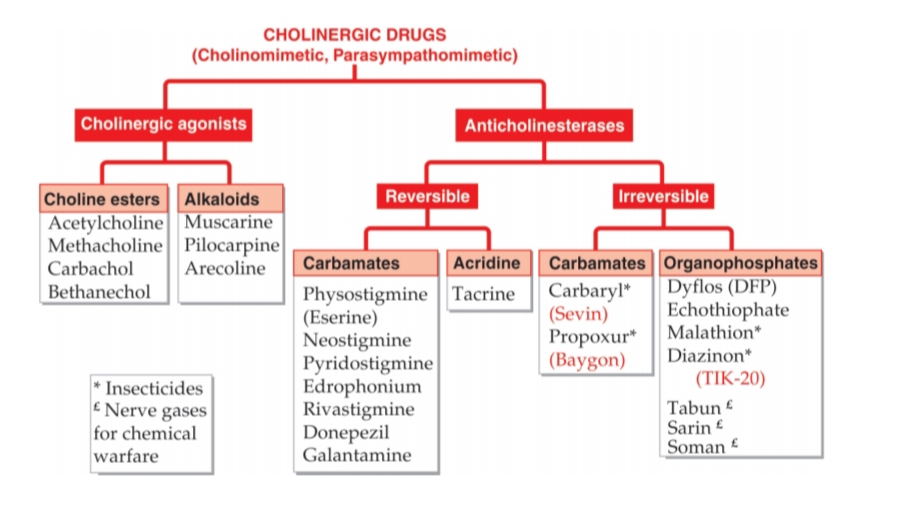 CHOLINERGIC DRUGS
(Cholinomimetic, Parasympathomimetic)
Cholinergic agonists
Anticholinesterases
Choline esters
Acetylcholine
Methacholine
Carbachol
Bethanechol
Alkaloids
Muscarine
Pilocarpine
Arecoline
Reversible
Irreversible
Carbamates
Physostigmine
(Eserine)
Neostigmine
Pyridostigmine
Edrophonium
Rivastigmine
Donepezil
Galantamine
Acridine
Tacrine
Carbamates
Carbaryl*
(Sevin)
Propoxur*
(Baygon)
Organophosphates
Dyflos (DFP)
Echothiophate
Malathion*
Diazinon*
(TIK-20)
Tabun £
Sarin £
Soman £
* Insecticides
£ Nerve gases
for chemical
warfare